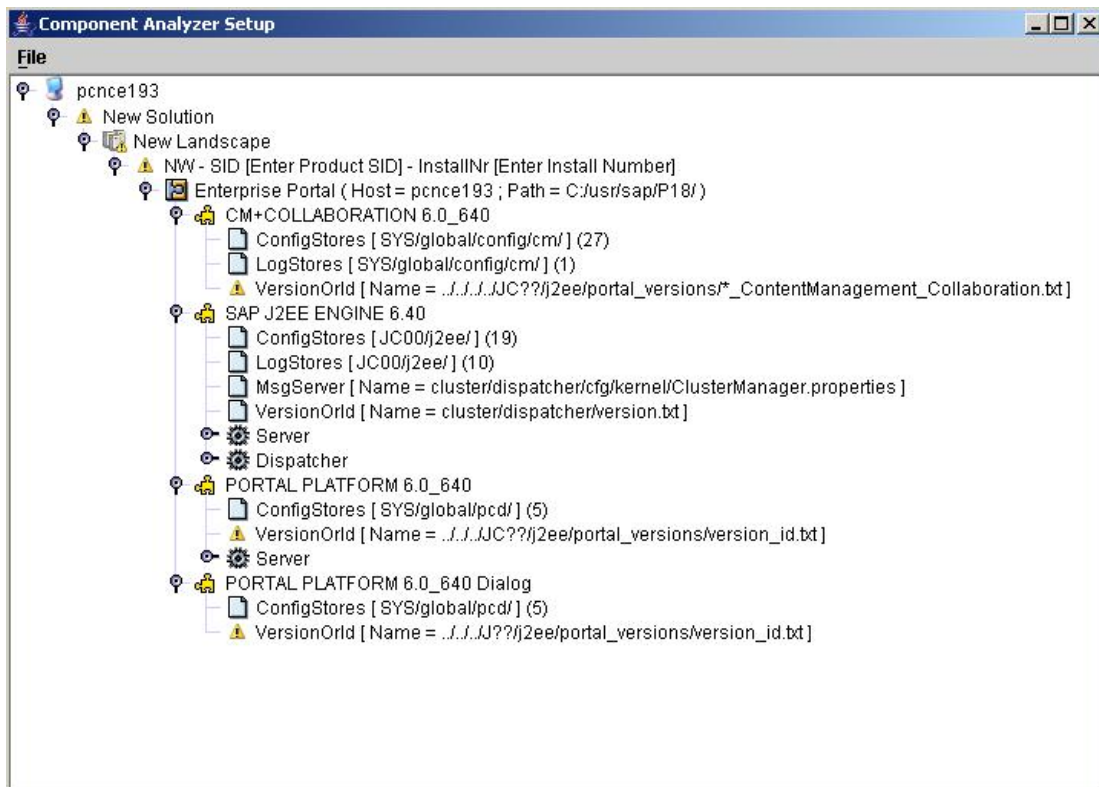 Component Analyzer Setup
File
pcnce193
New Solution
New Landscape
NW - SID [Enter Product SID] - InstallNr [Enter Install Number]
Enterprise Portal ( Host = pcnce193 ; Path = C:/usr/sap/P18/ )
CM+COLLABORATION 6.0_640
ConfigStores [ SYS/global/config/cm/ ] (27)
LogStores [ SYS/global/config/cm/ ] (1)
VersionOrId [ Name = ../../../../JC??/j2ee/portal_versions/*_ContentManagement_Collaboration.txt ]
SAP J2EE ENGINE 6.40
ConfigStores [ JC00/j2ee/ ] (19)
LogStores [ JC00/j2ee/ ] (10)
MsgServer [ Name = cluster/dispatcher/cfg/kernel/ClusterManager.properties ]
VersionOrId [ Name = cluster/dispatcher/version.txt ]
Server
Dispatcher
PORTAL PLATFORM 6.0_640
ConfigStores [ SYS/global/pcd/ ] (5)
VersionOrId [ Name = ../../../JC??/j2ee/portal_versions/version_id.txt ]
Server
PORTAL PLATFORM 6.0_640 Dialog
ConfigStores [ SYS/global/pcd/ ] (5)
VersionOrId [ Name = ../../../J??/j2ee/portal_versions/version_id.txt ]